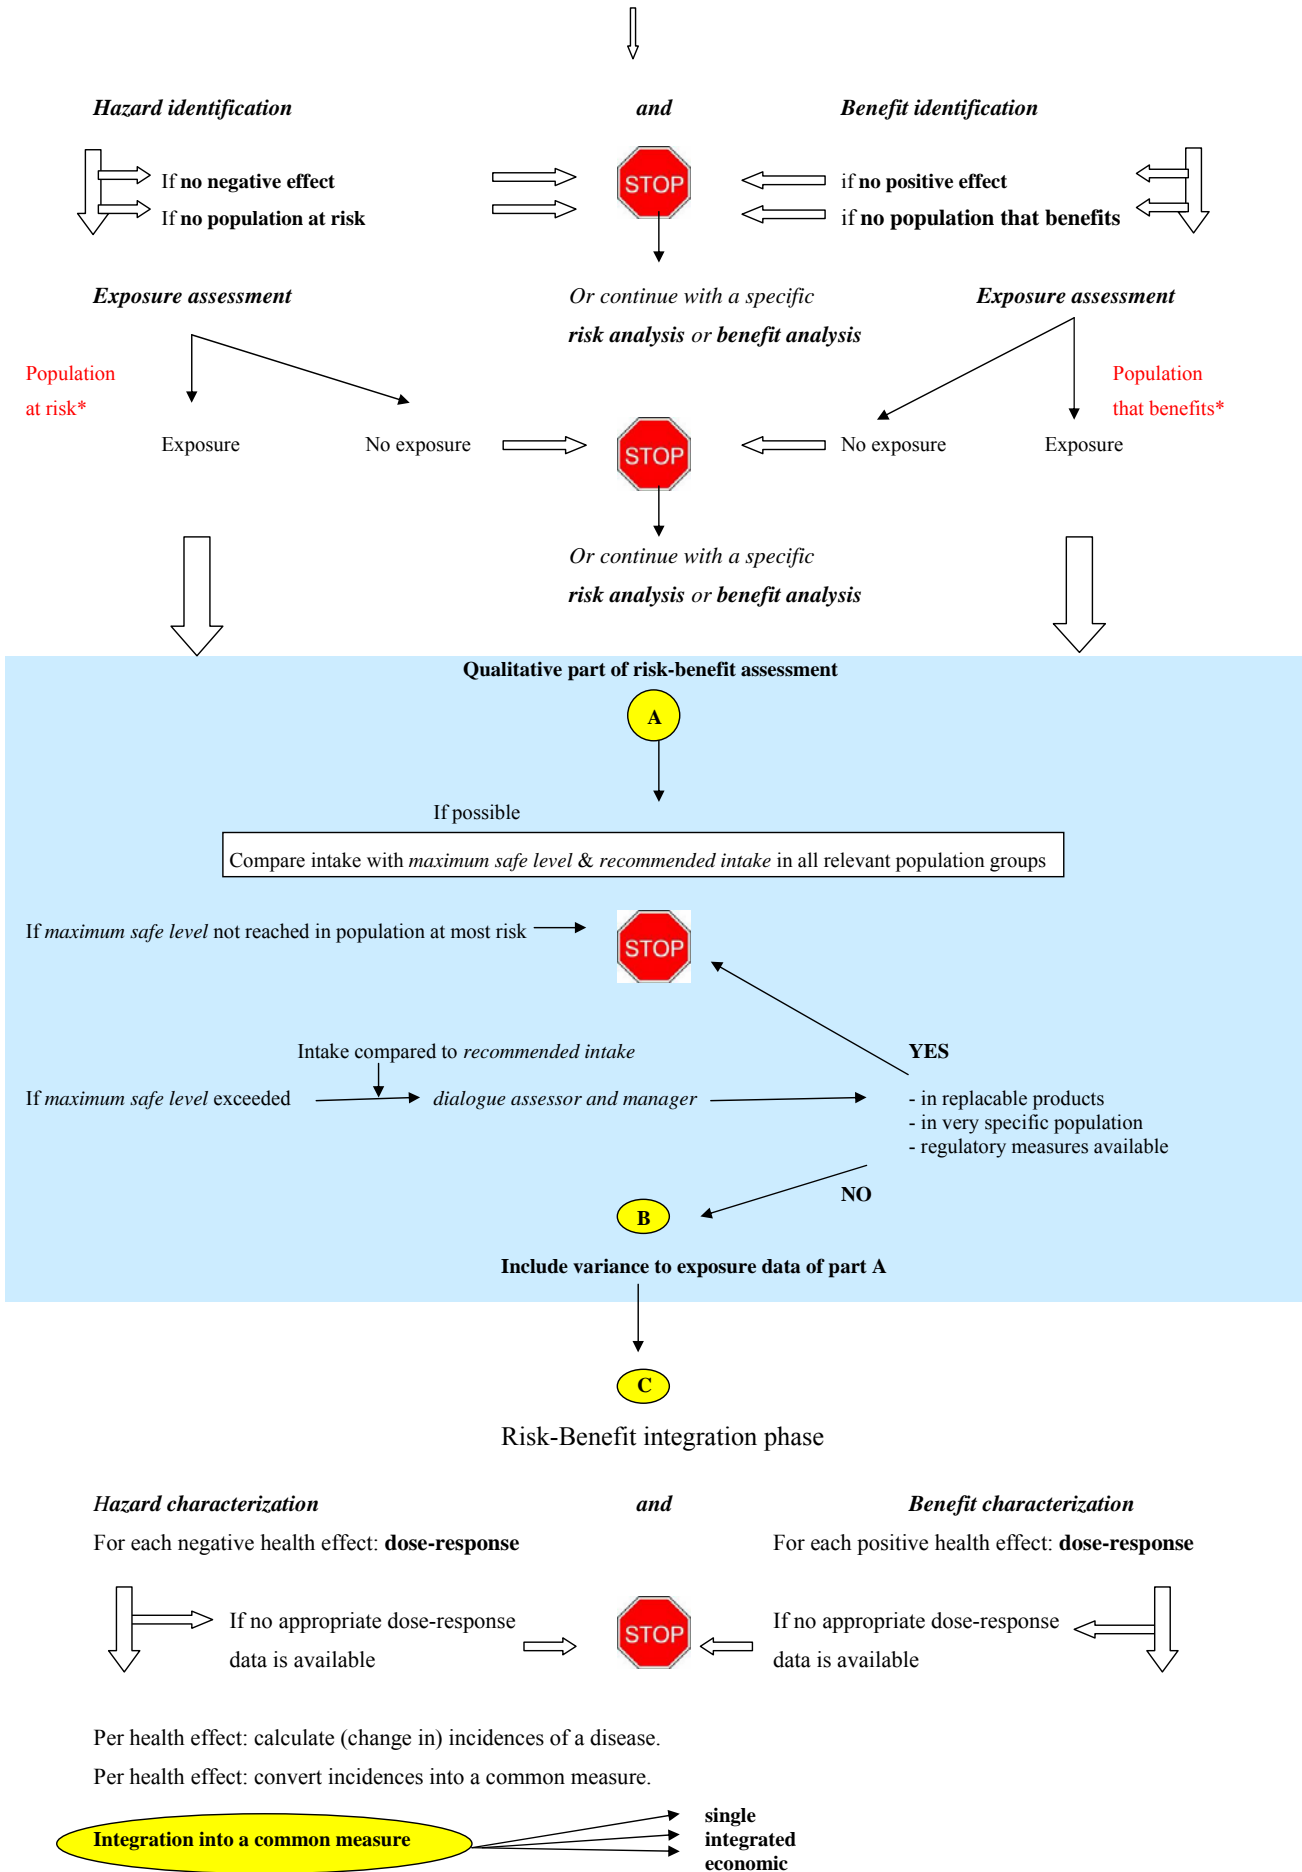 Hazard identification and Benefit identification
If no negative effect STOP if no positive effect
If no population at risk if no population that benefits
Exposure assessment Or continue with a specific Exposure assessment
risk analysis or benefit analysis
Population Population
at risk* that benefits*
Exposure No exposure STOP No exposure Exposure
Or continue with a specific
risk analysis or benefit analysis
Qualitative part of risk-benefit assessment
A
If possible
Compare intake with maximum safe level & recommended intake in all relevant population groups
If maximum safe level not reached in population at most risk STOP
Intake compared to recommended intake YES
If maximum safe level exceeded dialogue assessor and manager - in replacable products
- in very specific population
- regulatory measures available
NO
B
Include variance to exposure data of part A
C
Risk-Benefit integration phase
Hazard characterization and Benefit characterization
For each negative health effect: dose-response For each positive health effect: dose-response
If no appropriate dose-response STOP If no appropriate dose-response
data is available data is available
Per health effect: calculate (change in) incidences of a disease.
Per health effect: convert incidences into a common measure.
single
Integration into a common measure integrated
economic